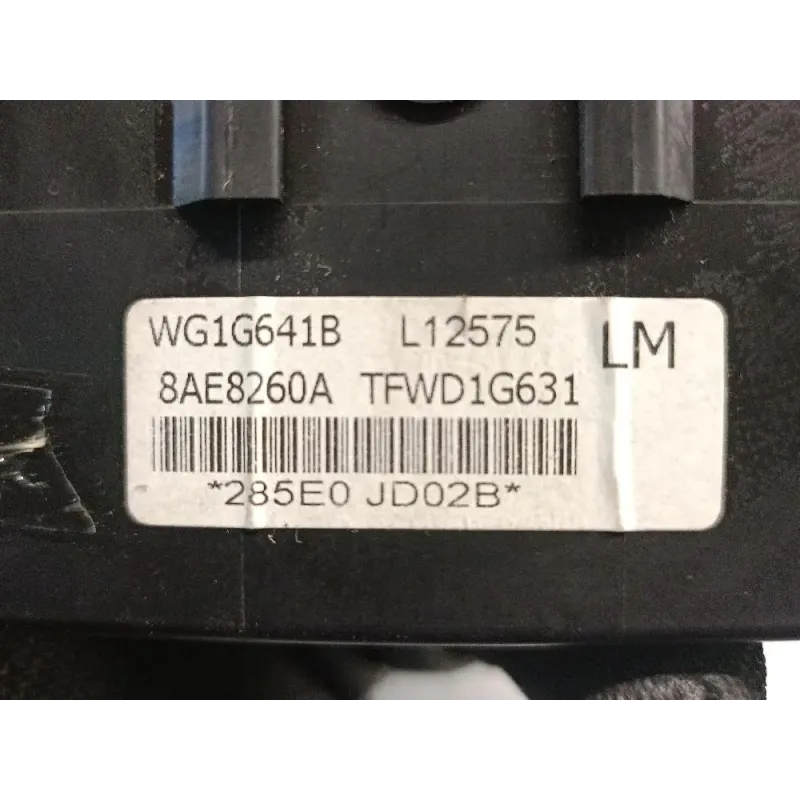 WG1G641B L12575 LM
8AE8260A TFWD1G631
*285E0 JD02B*